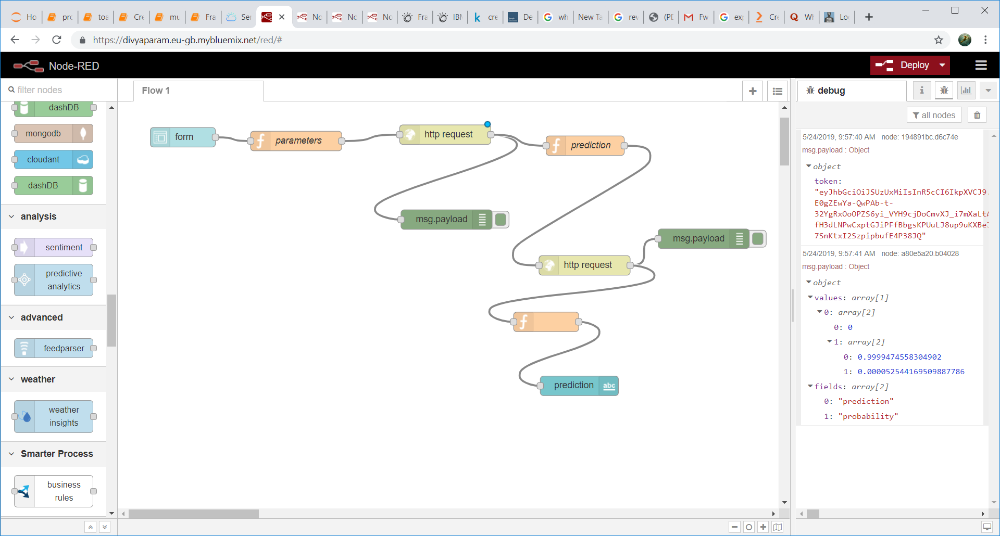 Ho
pro
toa
Cre
mu
Fra
Ser
No
No
No
Fra
IBM
cre
De
wh
New Ta
rev
(PD
Fw
exp
Cre
Wh
Lo
https://divyaparam.eu-gb.mybluemix.net/red/#
Node-RED
Deploy
filter nodes
Flow 1
debug
all nodes
dashDB
mongodb
cloudant
dashDB
analysis
sentiment
predictive
analytics
advanced
feedparser
weather
weather
insights
Smarter Process
business
rules
form
parameters
http request
prediction
msg.payload
msg.payload
http request
prediction
abc
5/24/2019, 9:57:40 AM node: 194891bc.d6c74e
msg.payload : Object
object
token:
"eyJhbGciOiJSUzUxMiIsInR5cCI6IkpXVCJ9.
E0gZEwYa-QwPAb-t-
32YgRxOoOPZS6yi_VYH9cjDoCmvXJ_i7mXaLtA
fH3dLNPwCxptGJiPFfBbgsKPUuLJ8up9uKXBeI
7SnKtxI2SzpipbufE4P38JQ"
5/24/2019, 9:57:41 AM node: a80e5a20.b04028
msg.payload : Object
object
values: array[1]
0: array[2]
0: 0
1: array[2]
0: 0.9999474558304902
1: 0.000052544169509887786
fields: array[2]
0: "prediction"
1: "probability"